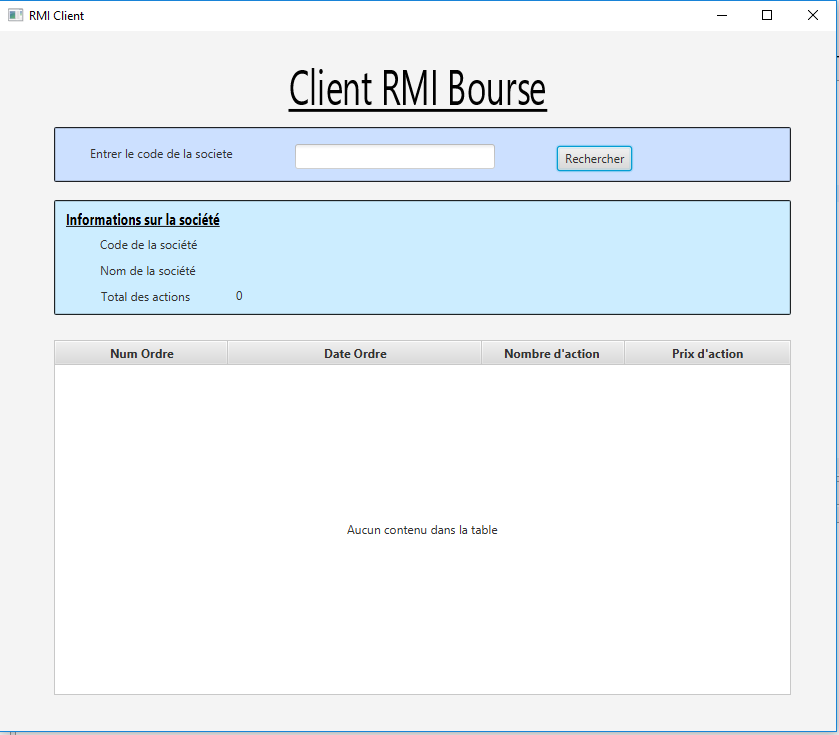 RMI Client
Client RMI Bourse
Entrer le code de la societe
Rechercher
Informations sur la société
Code de la société
Nom de la société
Total des actions 0
Num Ordre Date Ordre Nombre d'action Prix d'action
Aucun contenu dans la table